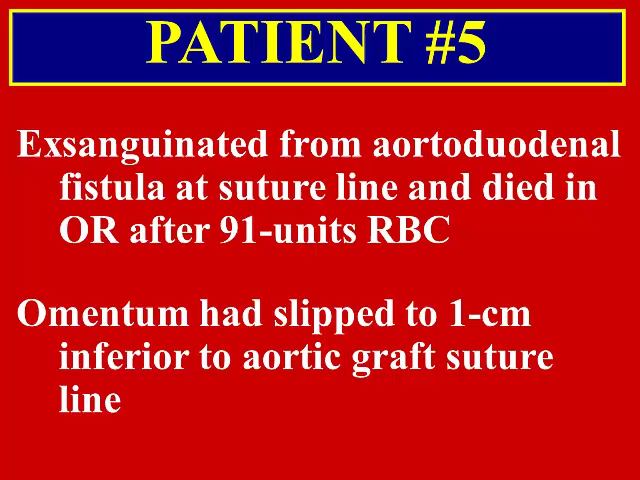 PATIENT #5
Exsanguinated from aortoduodenal
fistula at suture line and died in
OR after 91-units RBC
Omentum had slipped to 1-cm
inferior to aortic graft suture
line